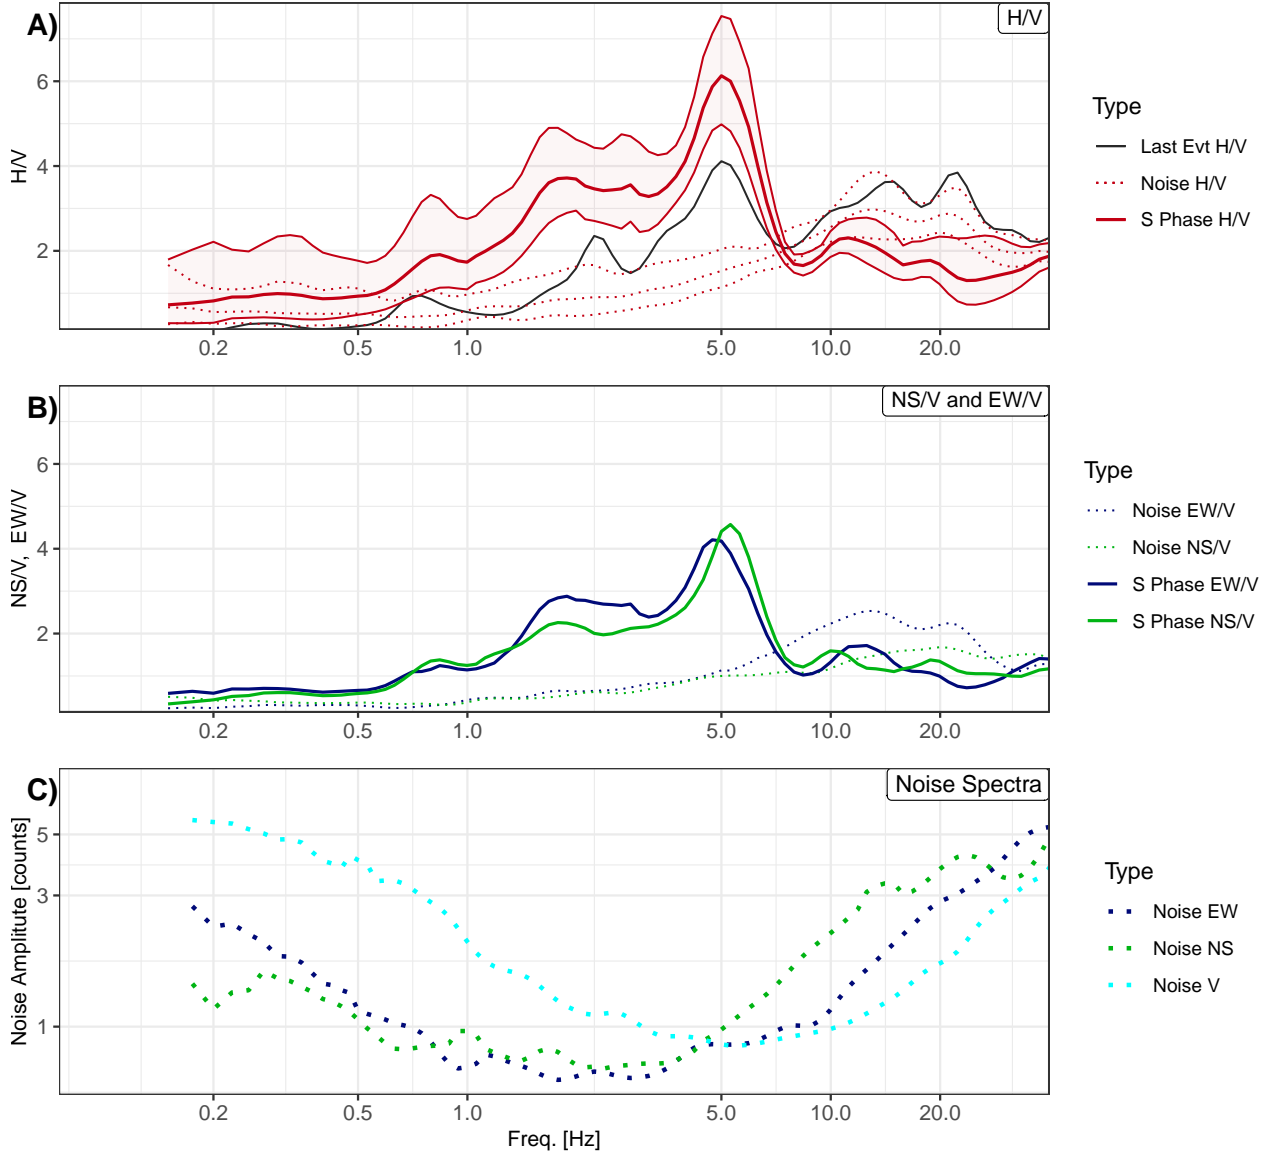 A)
H/V
6
4
2
H/V
0.2 0.5 1.0 5.0 10.0 20.0
Type
Last Evt H/V
Noise H/V
S Phase H/V
B)
NS/V and EW/V
6
4
2
NS/V, EW/V
0.2 0.5 1.0 5.0 10.0 20.0
Type
Noise EW/V
Noise NS/V
S Phase EW/V
S Phase NS/V
C)
Noise Spectra
5
3
1
Noise Amplitute [counts]
0.2 0.5 1.0 5.0 10.0 20.0
Freq. [Hz]
Type
Noise EW
Noise NS
Noise V